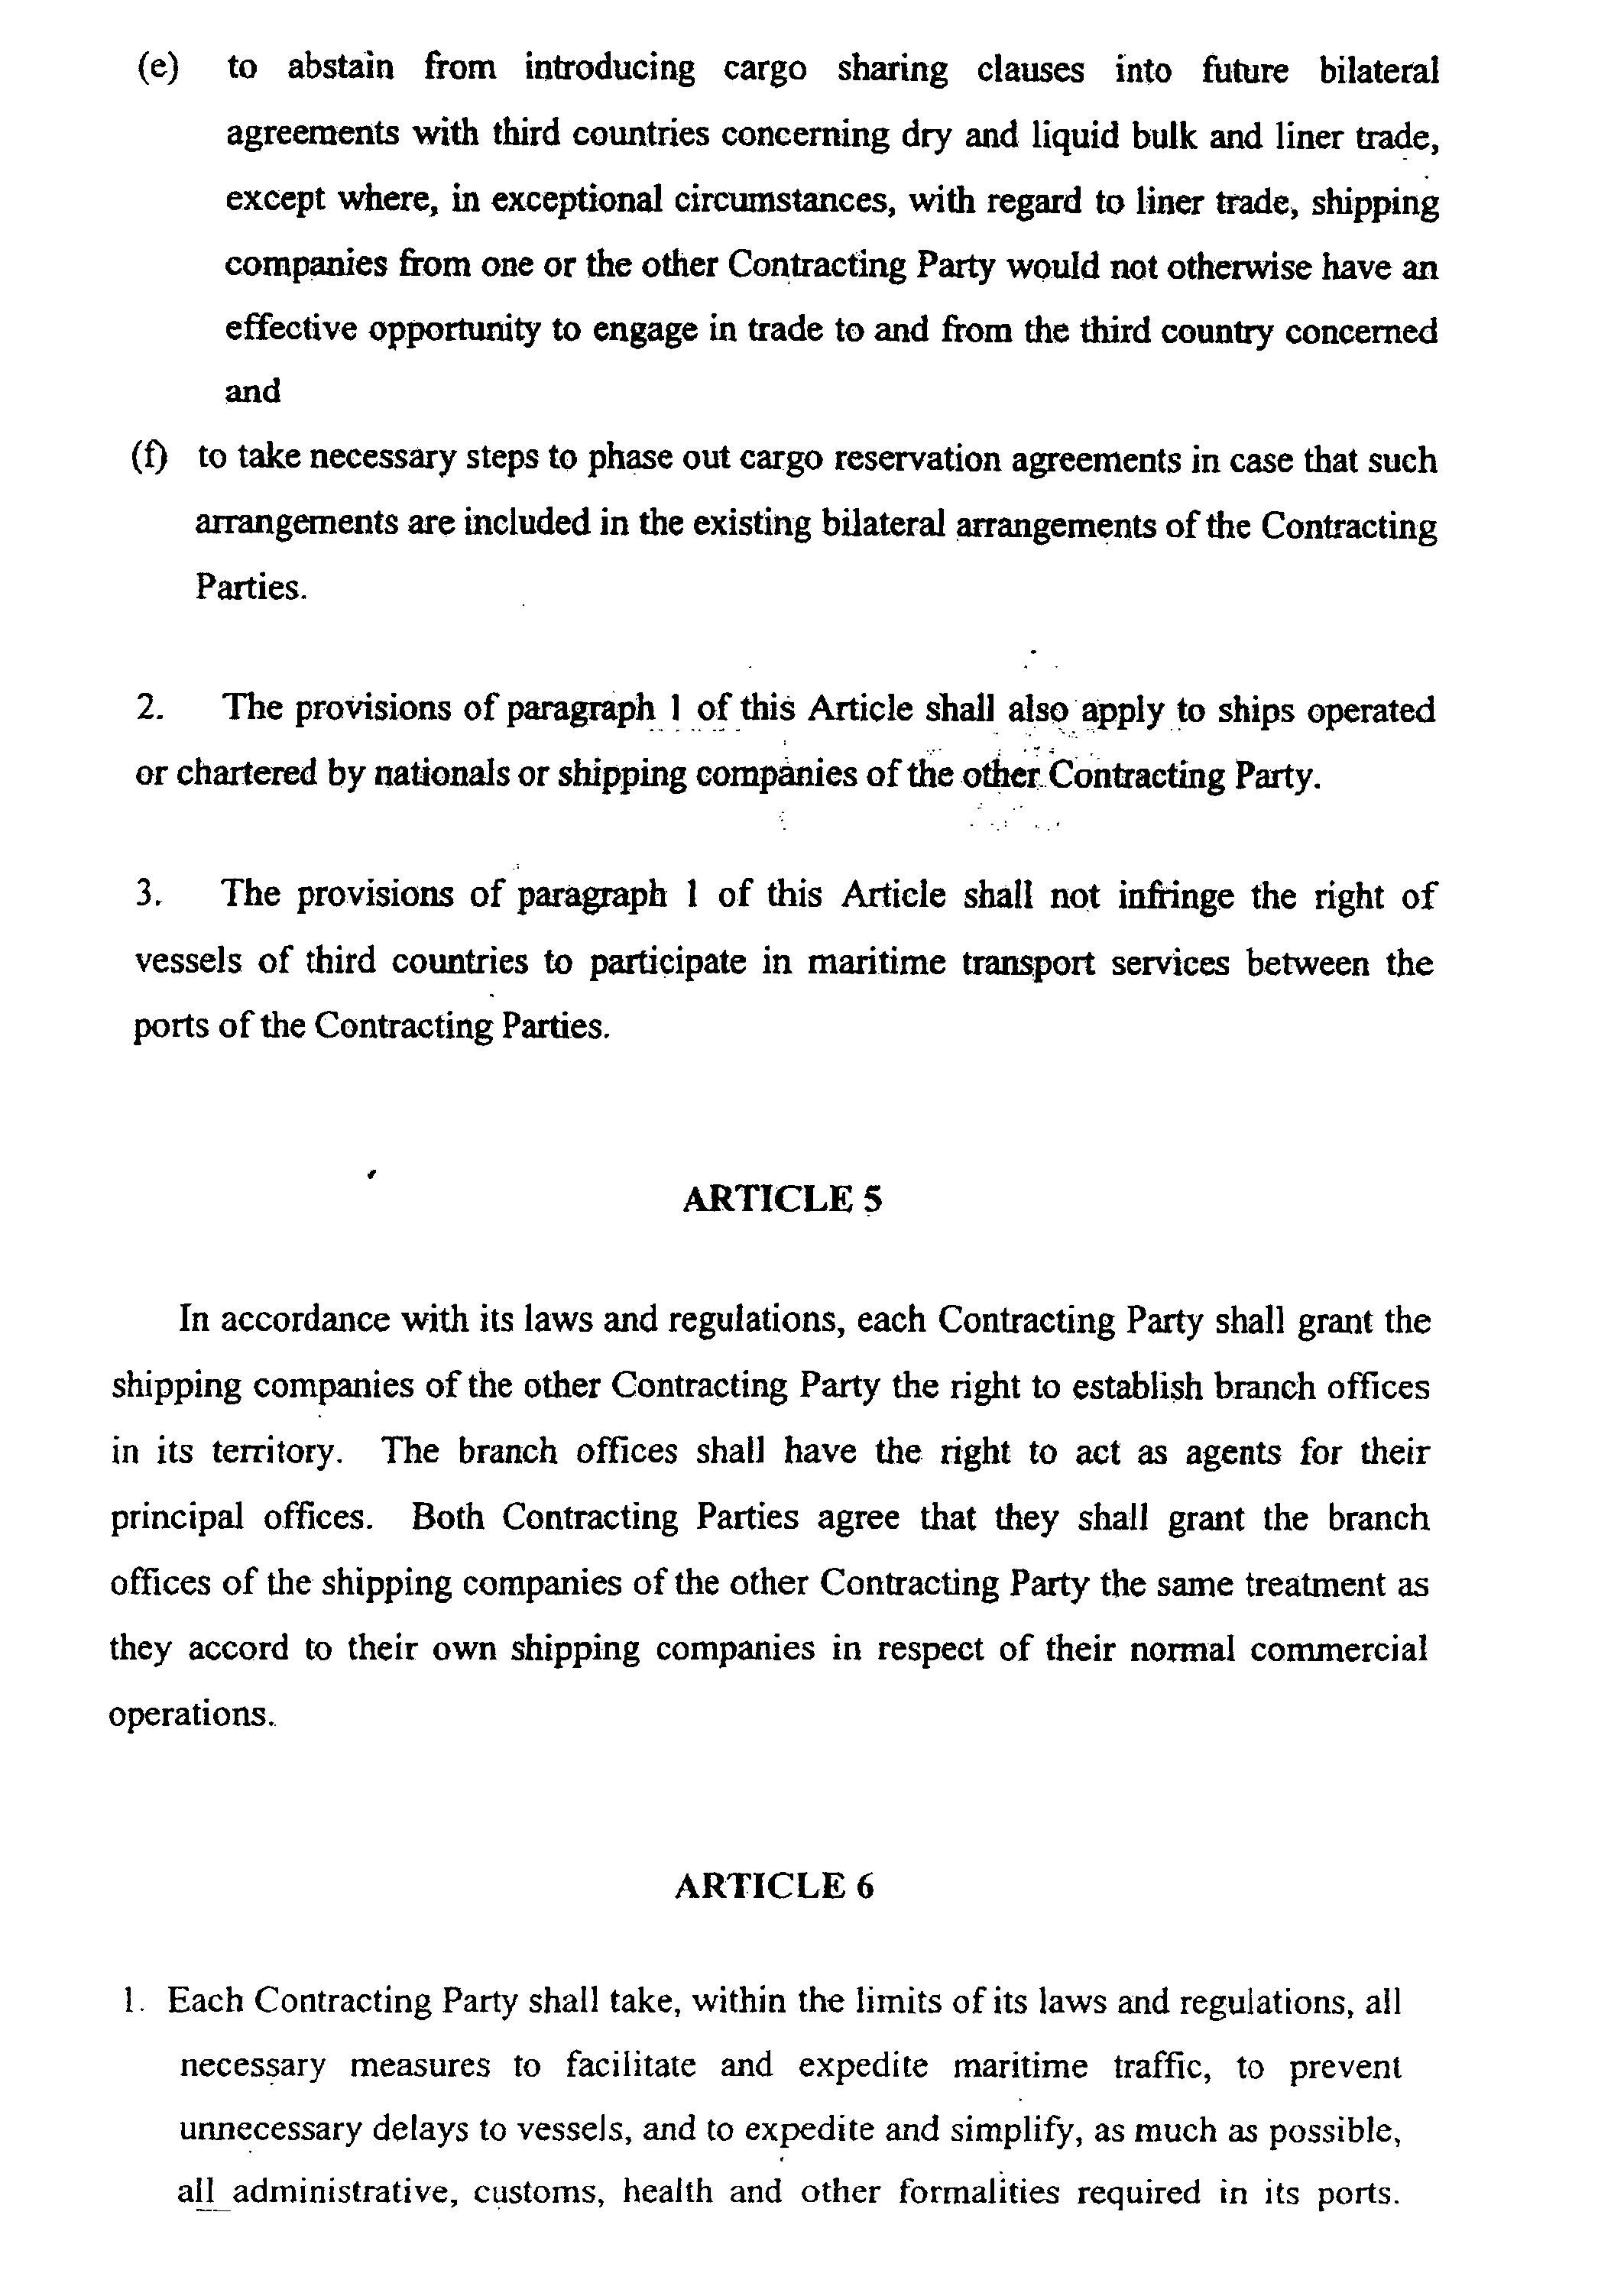 (e) to abstain from introducing cargo sharing clauses into future bilateral
agreements with third countries concerning dry and liquid bulk and liner trade,
except where, in exceptional circumstances, with regard to liner trade, shipping
companies from one or the other Contracting Party would not otherwise have an
effective opportunity to engage in trade to and from the third country concerned
and
(f) to take necessary steps to phase out cargo reservation agreements in case that such
arrangements are included in the existing bilateral arrangements of the Contracting
Parties.
2. The provisions of paragraph 1 of this Article shall also apply to ships operated
or chartered by nationals or shipping companies of the other Contracting Party.
3. The provisions of paragraph 1 of this Article shall not infringe the right of
vessels of third countries to participate in maritime transport services between the
ports of the Contracting Parties.
ARTICLE 5
In accordance with its laws and regulations, each Contracting Party shall grant the
shipping companies of the other Contracting Party the right to establish branch offices
in its territory. The branch offices shall have the right to act as agents for their
principal offices. Both Contracting Parties agree that they shall grant the branch
offices of the shipping companies of the other Contracting Party the same treatment as
they accord to their own shipping companies in respect of their normal commercial
operations.
ARTICLE 6
1. Each Contracting Party shall take, within the limits of its laws and regulations, all
necessary measures to facilitate and expedite maritime traffic, to prevent
unnecessary delays to vessels, and to expedite and simplify, as much as possible,
all administrative, customs, health and other formalities required in its ports.